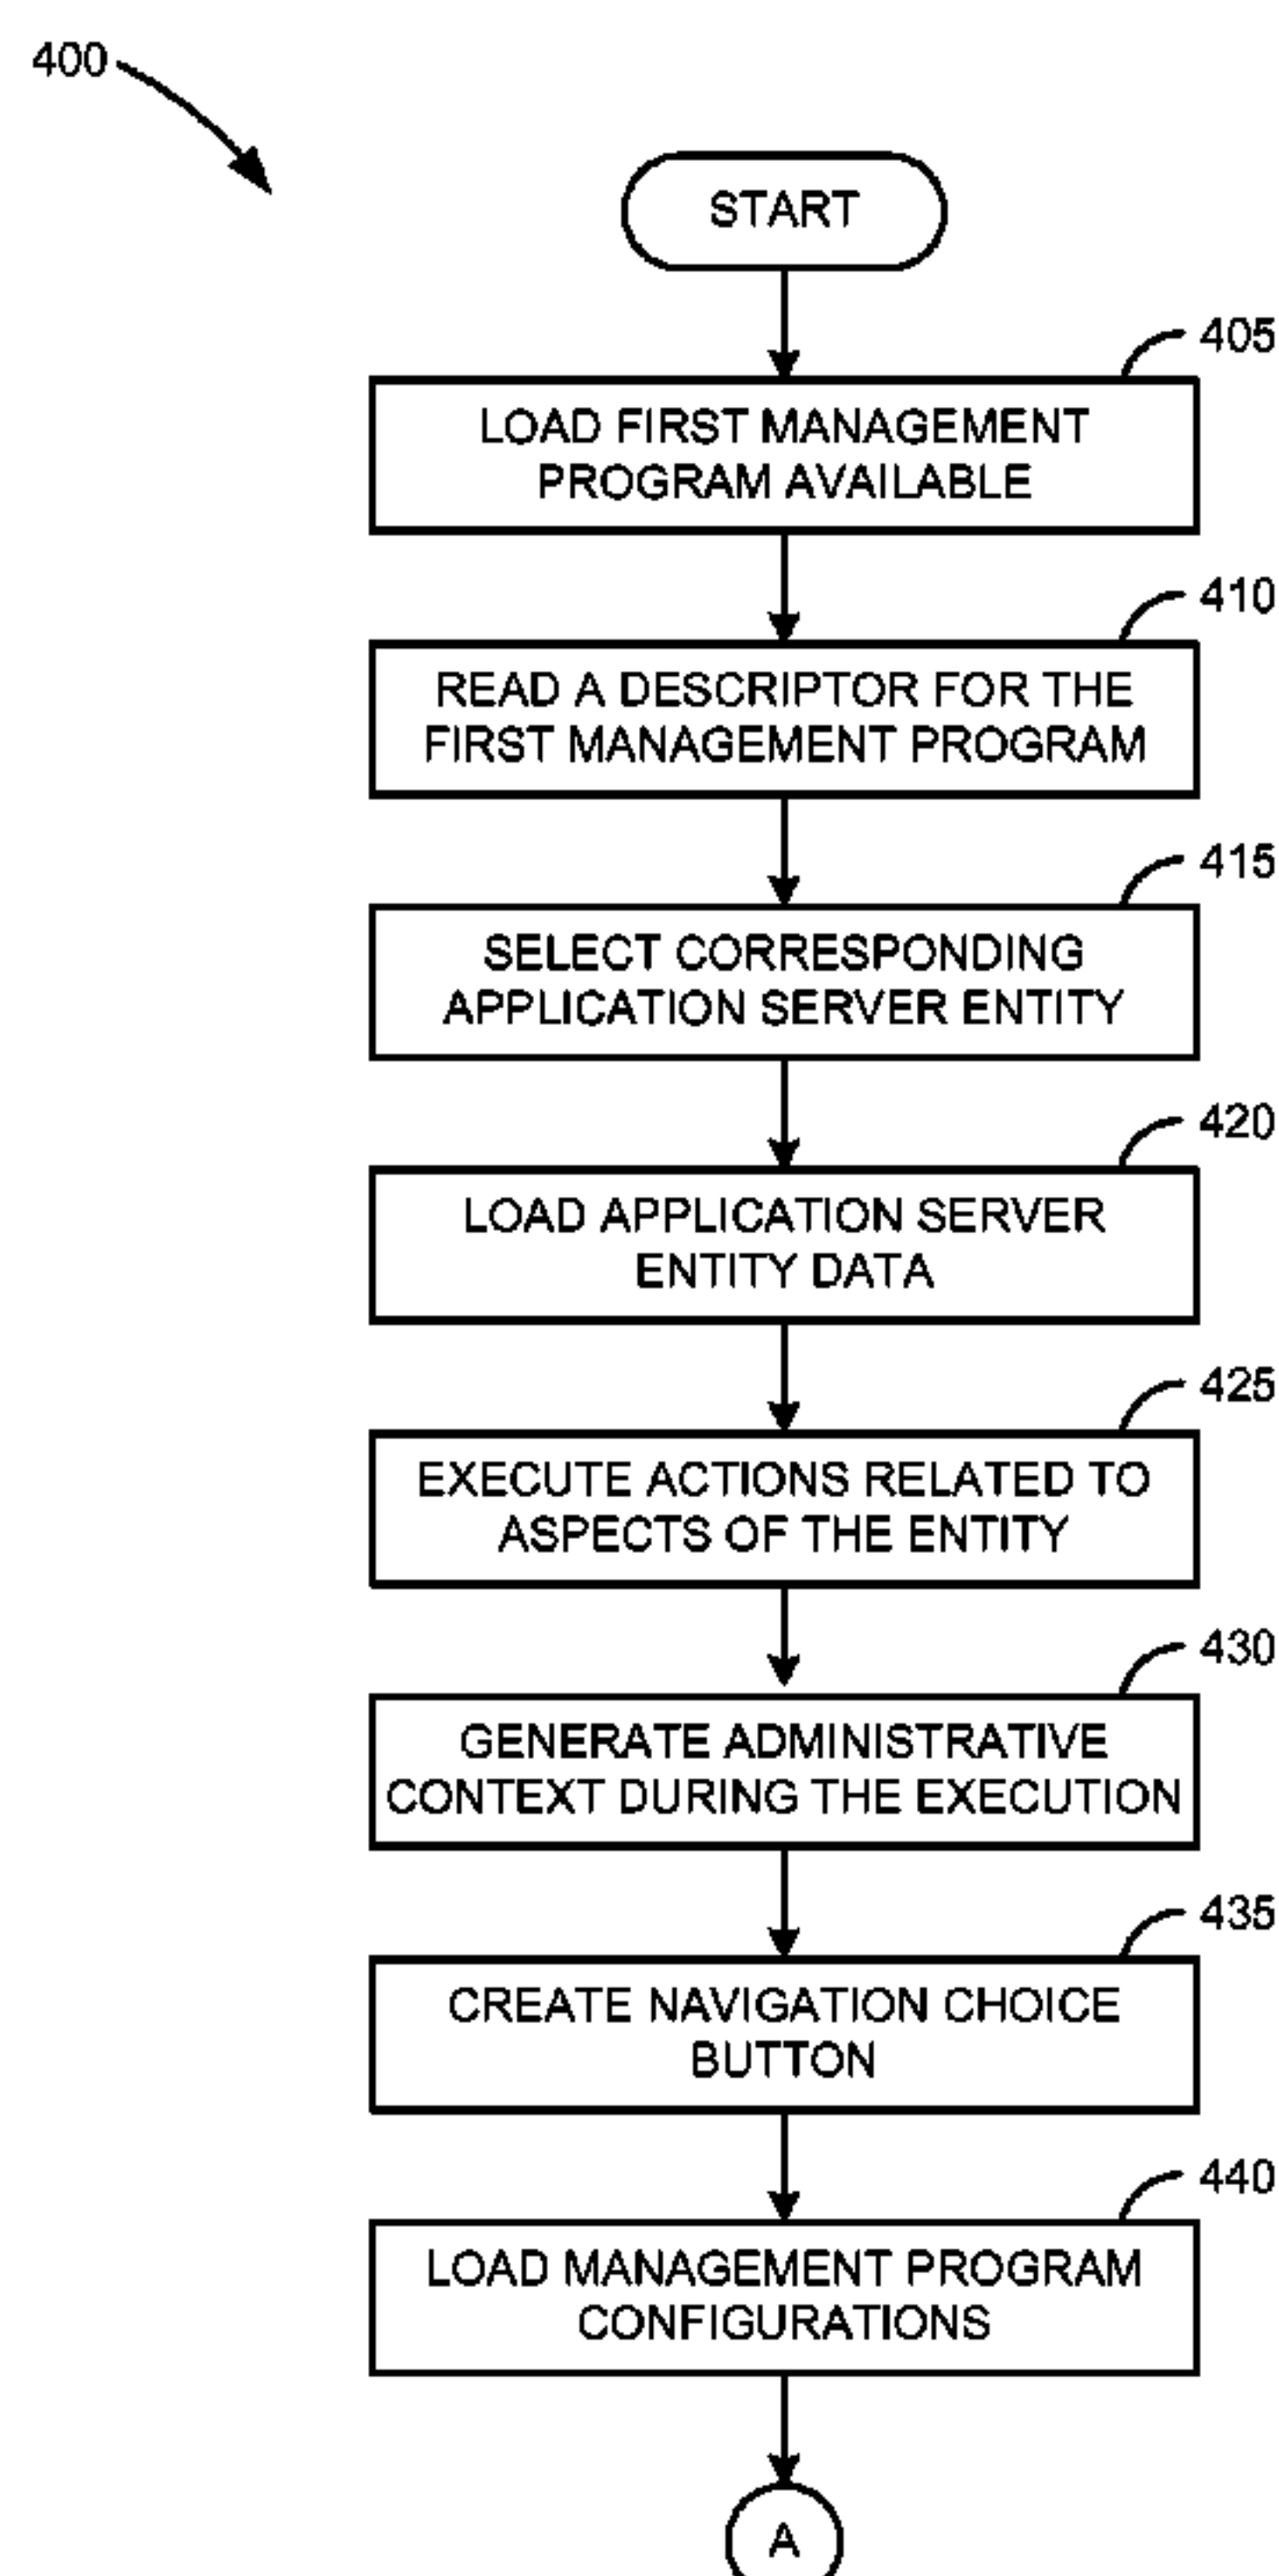 400
START
405
LOAD FIRST MANAGEMENT
PROGRAM AVAILABLE
410
READ A DESCRIPTOR FOR THE
FIRST MANAGEMENT PROGRAM
415
SELECT CORRESPONDING
APPLICATION SERVER ENTITY
420
LOAD APPLICATION SERVER
ENTITY DATA
425
EXECUTE ACTIONS RELATED TO
ASPECTS OF THE ENTITY
430
GENERATE ADMINISTRATIVE
CONTEXT DURING THE EXECUTION
435
CREATE NAVIGATION CHOICE
BUTTON
440
LOAD MANAGEMENT PROGRAM
CONFIGURATIONS
A